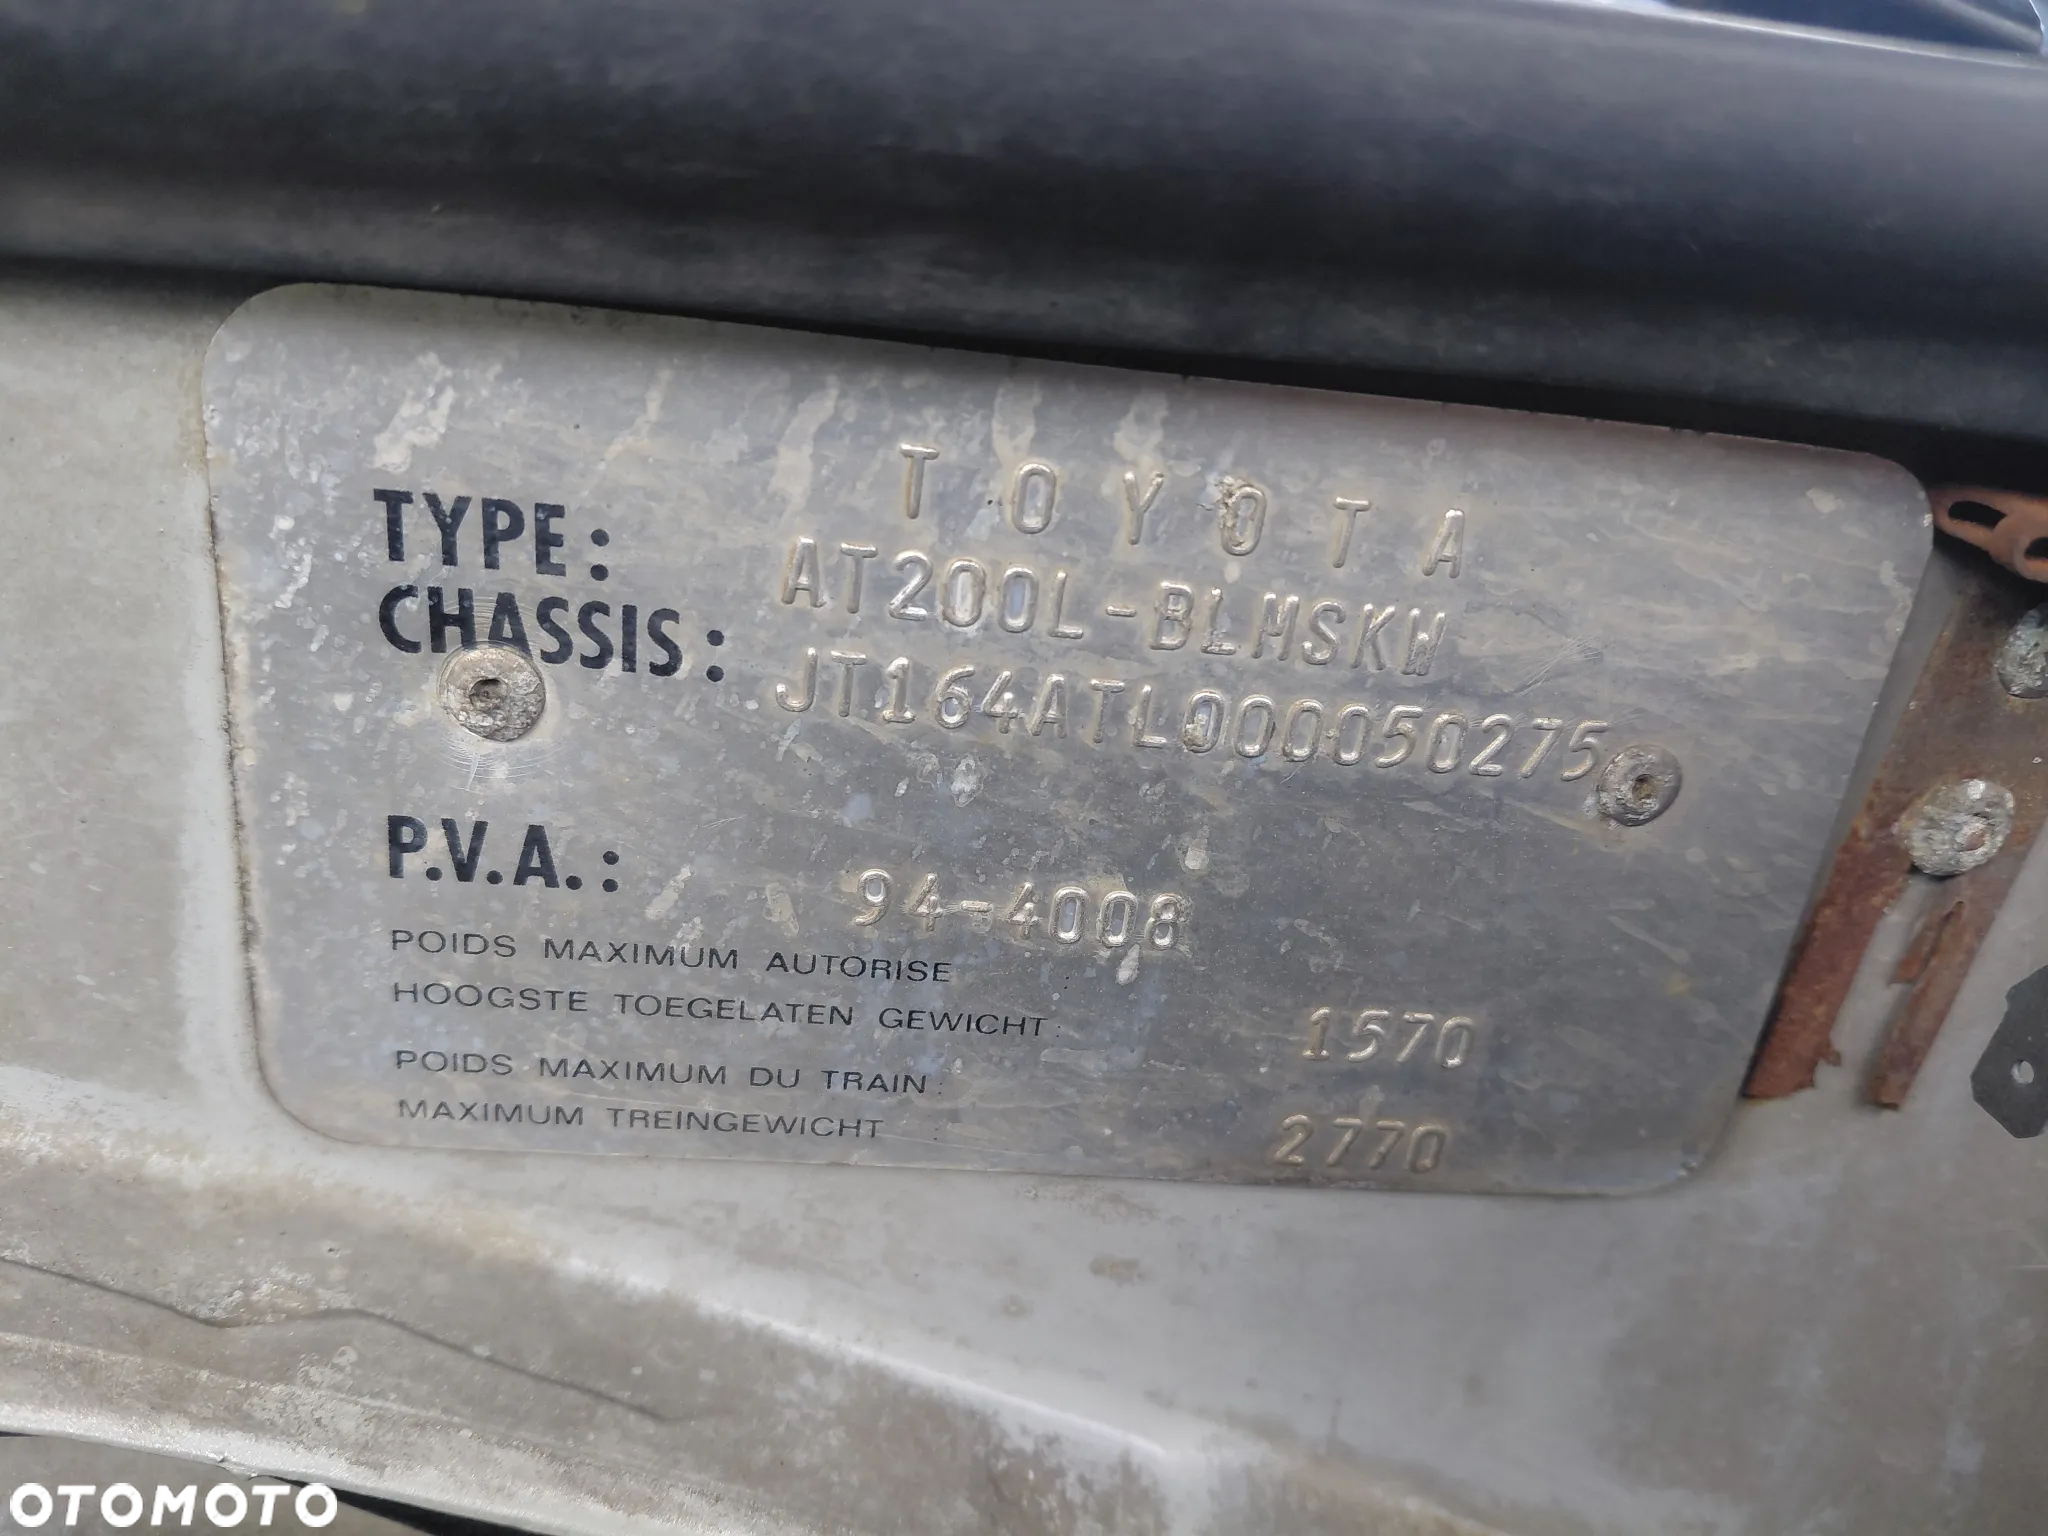 TOYOTA
TYPE: AT200L-BLMSKW
CHASSIS: JT164ATL000050275
P.V.A.: 94-4008
POIDS MAXIMUM AUTORISE
HOOGSTE TOEGELATEN GEWICHT: 1570
POIDS MAXIMUM DU TRAIN:
MAXIMUM TREINGEWICHT : 2770
OTOMOTO